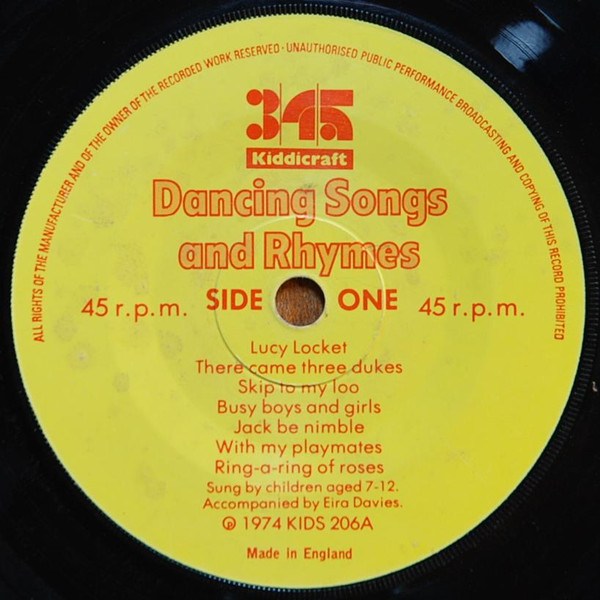 ALL RIGHTS OF THE MANUFACTURER AND OF THE OWNER OF THE RECORDED WORK RESERVED · UNAUTHORISED PUBLIC PERFORMANCE BROADCASTING AND COPYING OF THIS RECORD PROHIBITED
345
Kiddicraft
Dancing Songs
and Rhymes
45 r.p.m. SIDE ONE 45 r.p.m.
Lucy Locket
There came three dukes
Skip to my loo
Busy boys and girls
Jack be nimble
With my playmates
Ring-a-ring of roses
Sung by children aged 7-12.
Accompanied by Eira Davies.
℗ 1974 KIDS 206A
Made in England